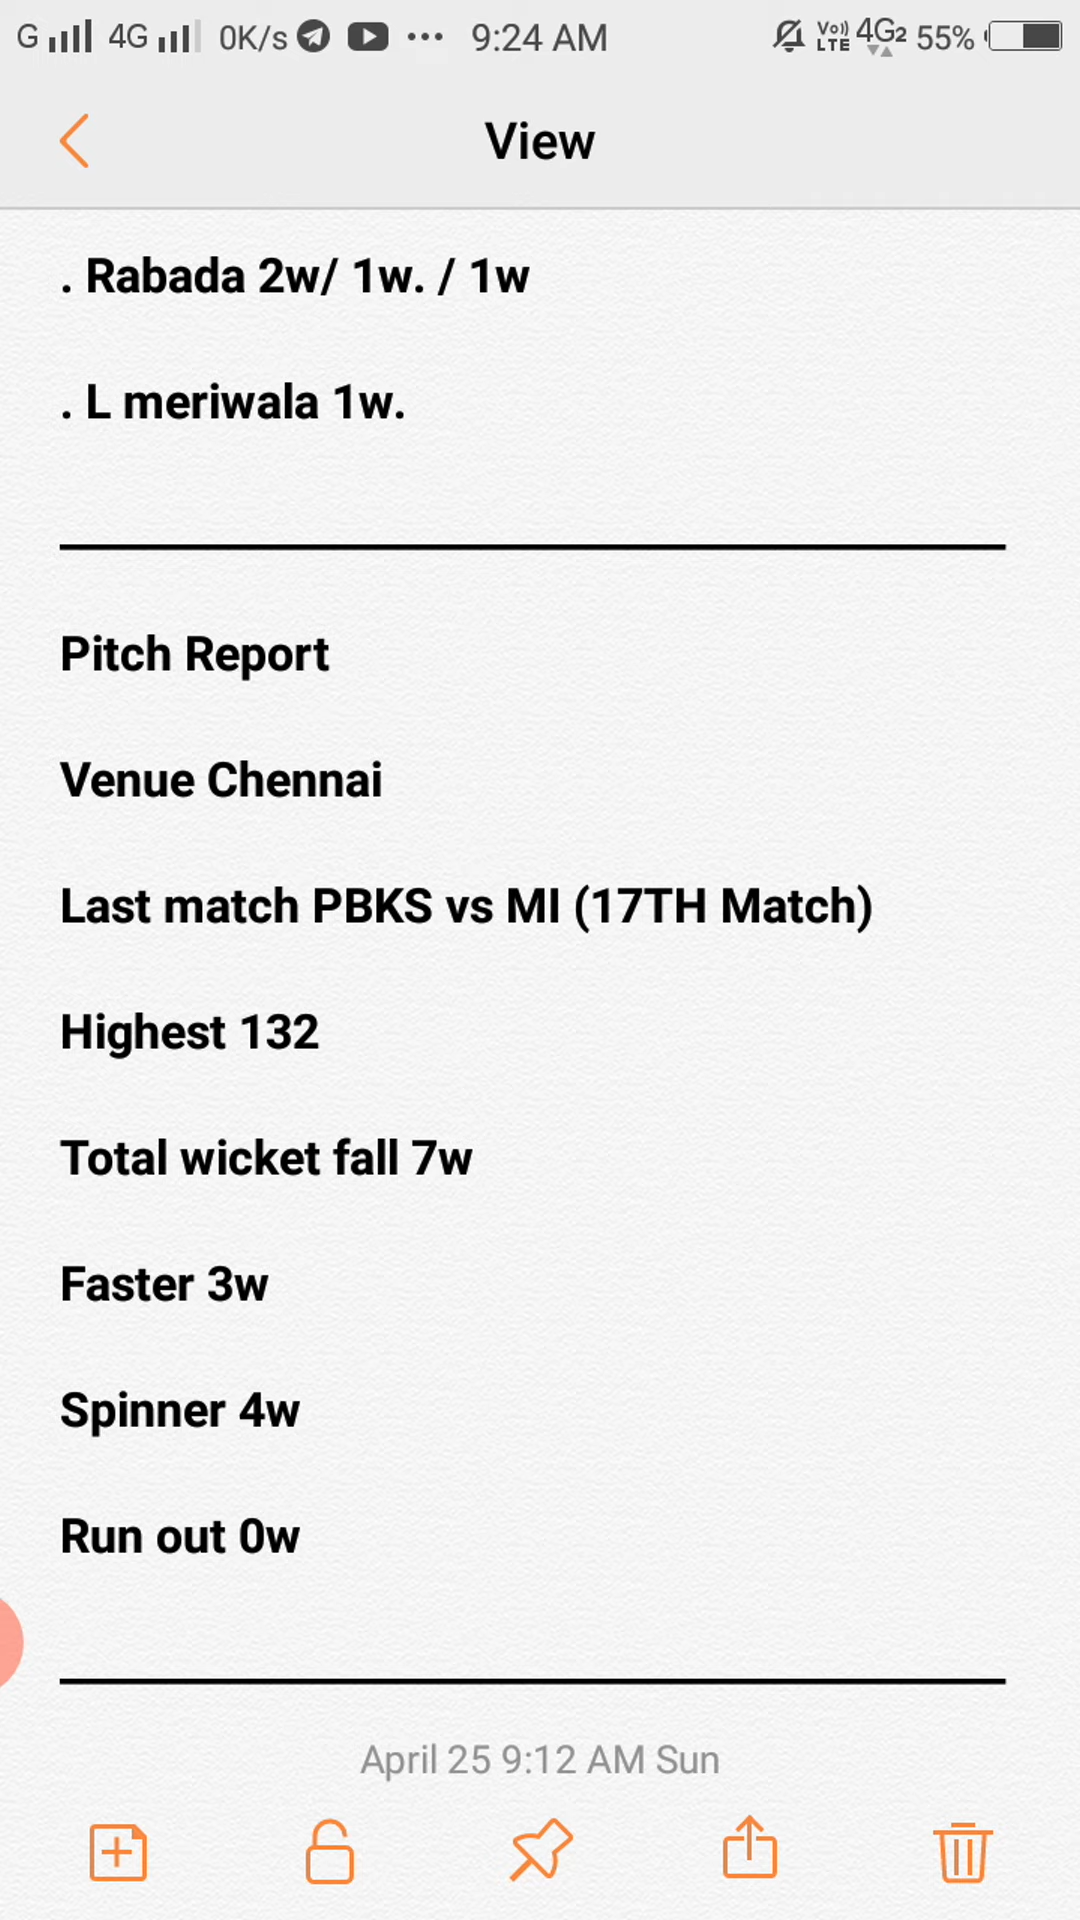 G 4G 0K/s 9:24 AM Vo)) LTE 4G2 55%
View
. Rabada 2w/ 1w. / 1w
. L meriwala 1w.
Pitch Report
Venue Chennai
Last match PBKS vs MI (17TH Match)
Highest 132
Total wicket fall 7w
Faster 3w
Spinner 4w
Run out 0w
April 25 9:12 AM Sun